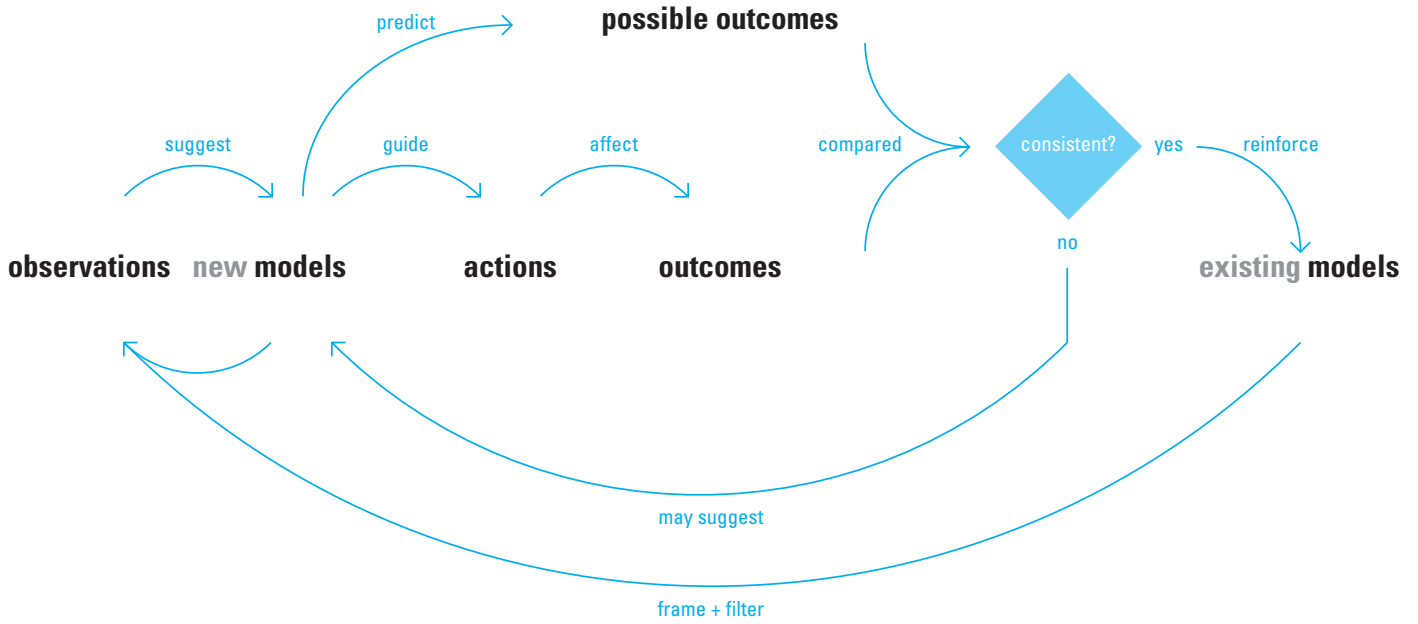 predict
possible outcomes
suggest
guide
affect
compared
consistent?
yes
reinforce
no
observations
new models
actions
outcomes
existing models
may suggest
frame + filter